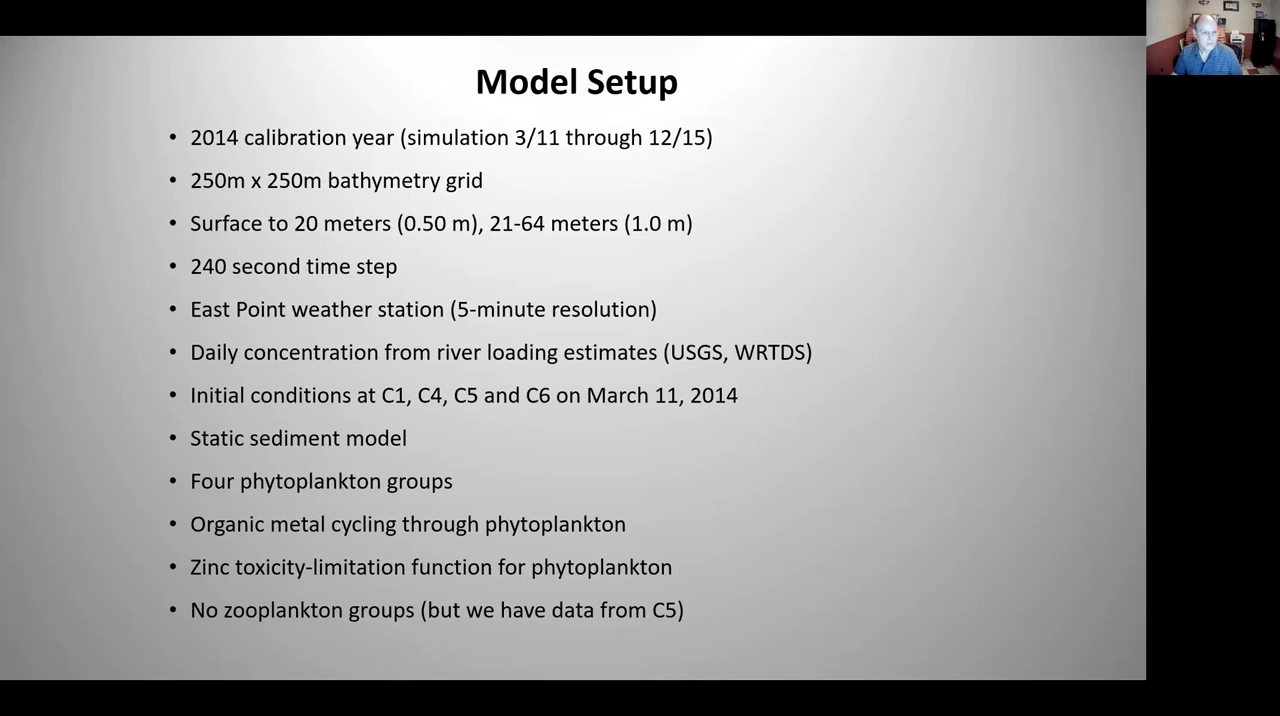 Model Setup
• 2014 calibration year (simulation 3/11 through 12/15)
• 250m x 250m bathymetry grid
• Surface to 20 meters (0.50 m), 21-64 meters (1.0 m)
• 240 second time step
• East Point weather station (5-minute resolution)
• Daily concentration from river loading estimates (USGS, WRTDS)
• Initial conditions at C1, C4, C5 and C6 on March 11, 2014
• Static sediment model
• Four phytoplankton groups
• Organic metal cycling through phytoplankton
• Zinc toxicity-limitation function for phytoplankton
• No zooplankton groups (but we have data from C5)